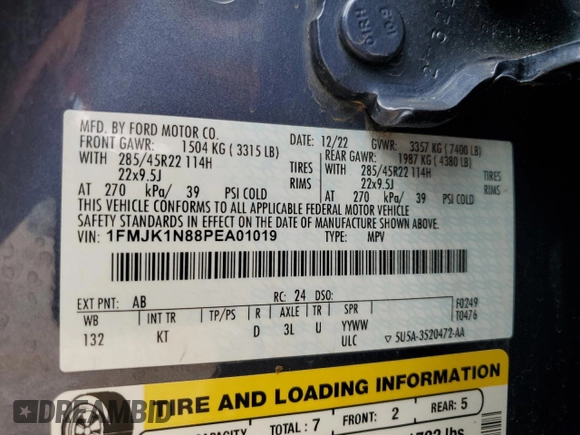 HSRH
MFD. BY FORD MOTOR CO.
DATE: 12/22 GVWR: 3357 KG ( 7400 LB)
FRONT GAWR: 1504 KG ( 3315 LB) REAR GAWR: 1987 KG ( 4380 LB)
WITH 285/45R22 114H TIRES WITH 285/45R22 114H TIRES
22x9.5J RIMS 22x9.5J RIMS
AT 270 kPa/ 39 PSI COLD AT 270 kPa/ 39 PSI COLD
THIS VEHICLE CONFORMS TO ALL APPLICABLE FEDERAL MOTOR VEHICLE
SAFETY STANDARDS IN EFFECT ON THE DATE OF MANUFACTURE SHOWN ABOVE.
VIN: 1FMJK1N88PEA01019 TYPE: MPV
EXT PNT: AB RC: 24 DSO: F0249
WB INT TR TP/PS R AXLE TR SPR T0476
132 KT D 3L U YYWW
ULC ▽ 5U5A-3520472-AA
TIRE AND LOADING INFORMATION
CAPACITY TOTAL : 7 FRONT: 2 REAR: 5
lbs
DREAMBID